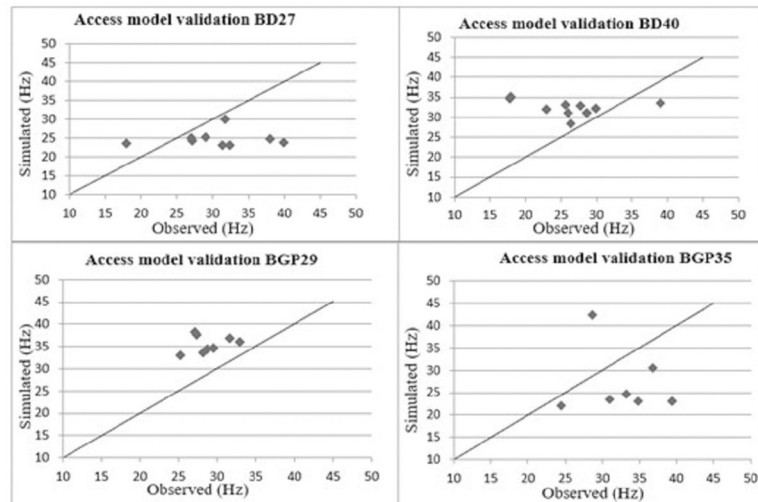 Access model validation BD27
50
45
40
35
30
25
20
15
10
Simulated (Hz)
10 15 20 25 30 35 40 45 50
Observed (Hz)
Access model validation BD40
50
45
40
35
30
25
20
15
10
Simulated (Hz)
10 15 20 25 30 35 40 45 50
Observed (Hz)
Access model validation BGP29
50
45
40
35
30
25
20
15
10
Simulated (Hz)
10 15 20 25 30 35 40 45 50
Observed (Hz)
Access model validation BGP35
50
45
40
35
30
25
20
15
10
Simulated (Hz)
10 15 20 25 30 35 40 45 50
Observed (Hz)